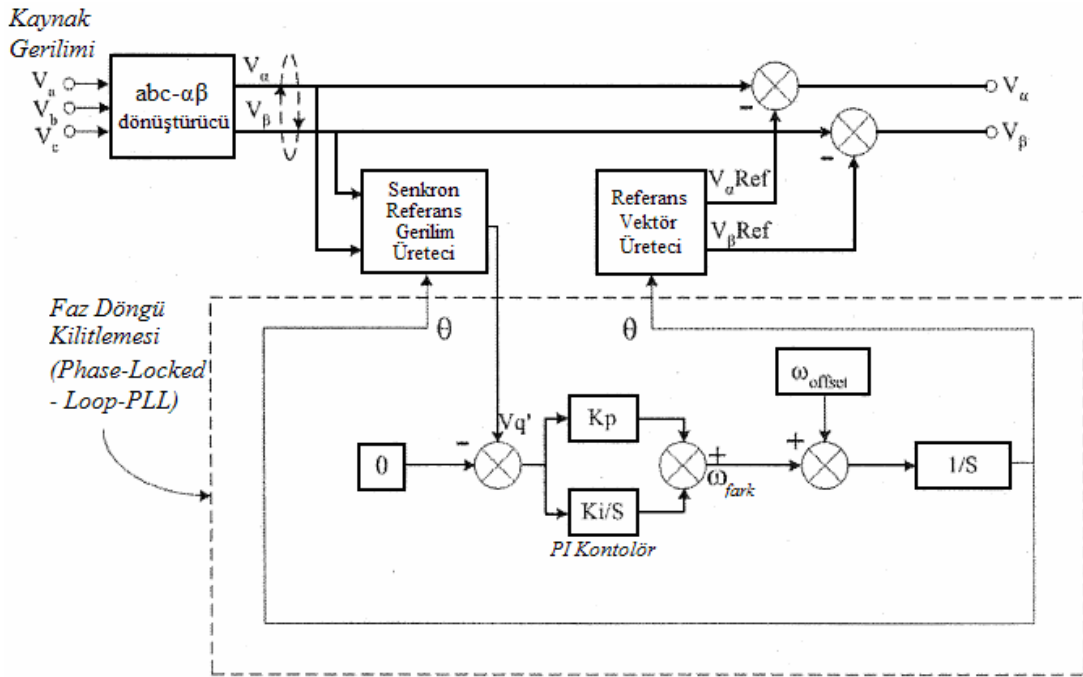 Kaynak
Gerilimi
Va
Vb
Vc
abc-αβ
dönüştürücü
Vα
Vβ
Senkron
Referans
Gerilim
Üreteci
Referans
Vektör
Üreteci
VαRef
VβRef
-
-
Vα
Vβ
Faz Döngü
Kilitlemesi
(Phase-Locked
- Loop-PLL)
θ
θ
0
-
Vq'
Kp
Ki/S
PI Kontolör
+
ωfark
+
ωoffset
1/S